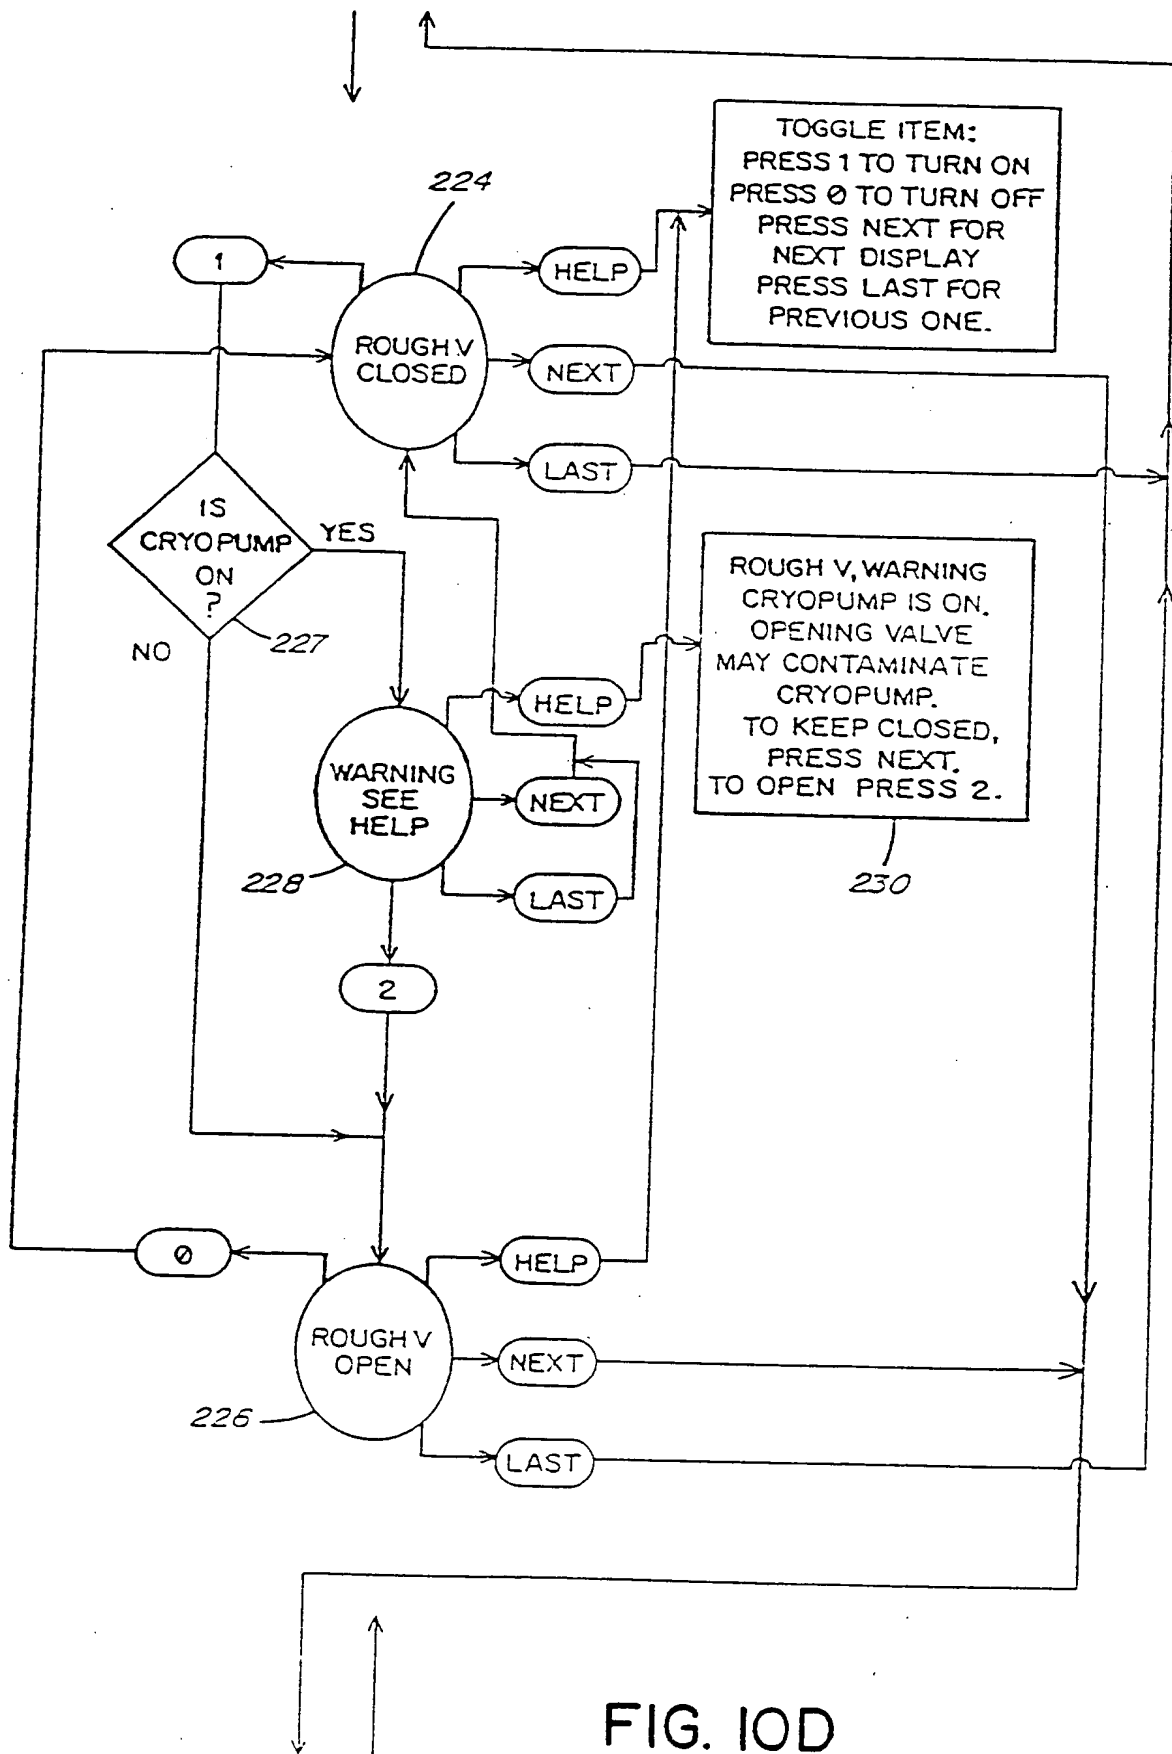 TOGGLE ITEM:
PRESS 1 TO TURN ON
PRESS 0 TO TURN OFF
PRESS NEXT FOR
NEXT DISPLAY
PRESS LAST FOR
PREVIOUS ONE.
224
1
HELP
ROUGH V
CLOSED
NEXT
LAST
IS
CRYOPUMP
ON
?
YES
NO
227
ROUGH V, WARNING
CRYOPUMP IS ON.
OPENING VALVE
MAY CONTAMINATE
CRYOPUMP.
TO KEEP CLOSED,
PRESS NEXT.
TO OPEN PRESS 2.
230
HELP
WARNING
SEE
HELP
NEXT
228
LAST
2
0
HELP
ROUGH V
OPEN
NEXT
226
LAST
FIG. 10D